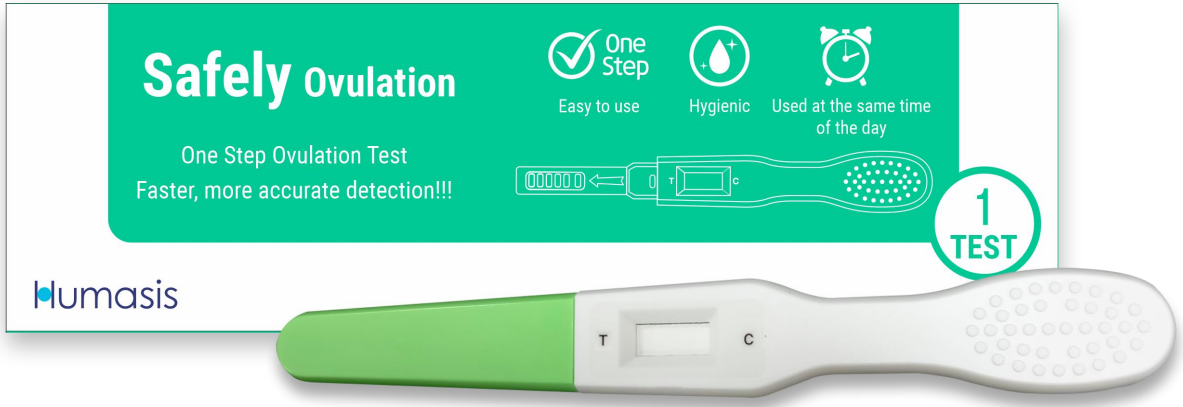 Safely Ovulation
One Step Ovulation Test
Faster, more accurate detection!!!
One
Step
Easy to use
Hygienic
Used at the same time
of the day
T
C
1
TEST
Humasis
T
C